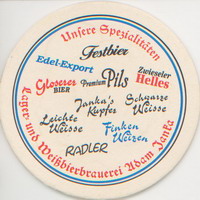 Unsere Spezialitäten
Festbier
Edel-Export
Zwieseler
Helles
Gloserer
BIER
Premium Pils
Janka's
Kupfer
Schwarze
Weisse
Leichte
Weisse
Finken
Weizen
RADLER
Lager- und Weißbierbrauerei Adam Janka